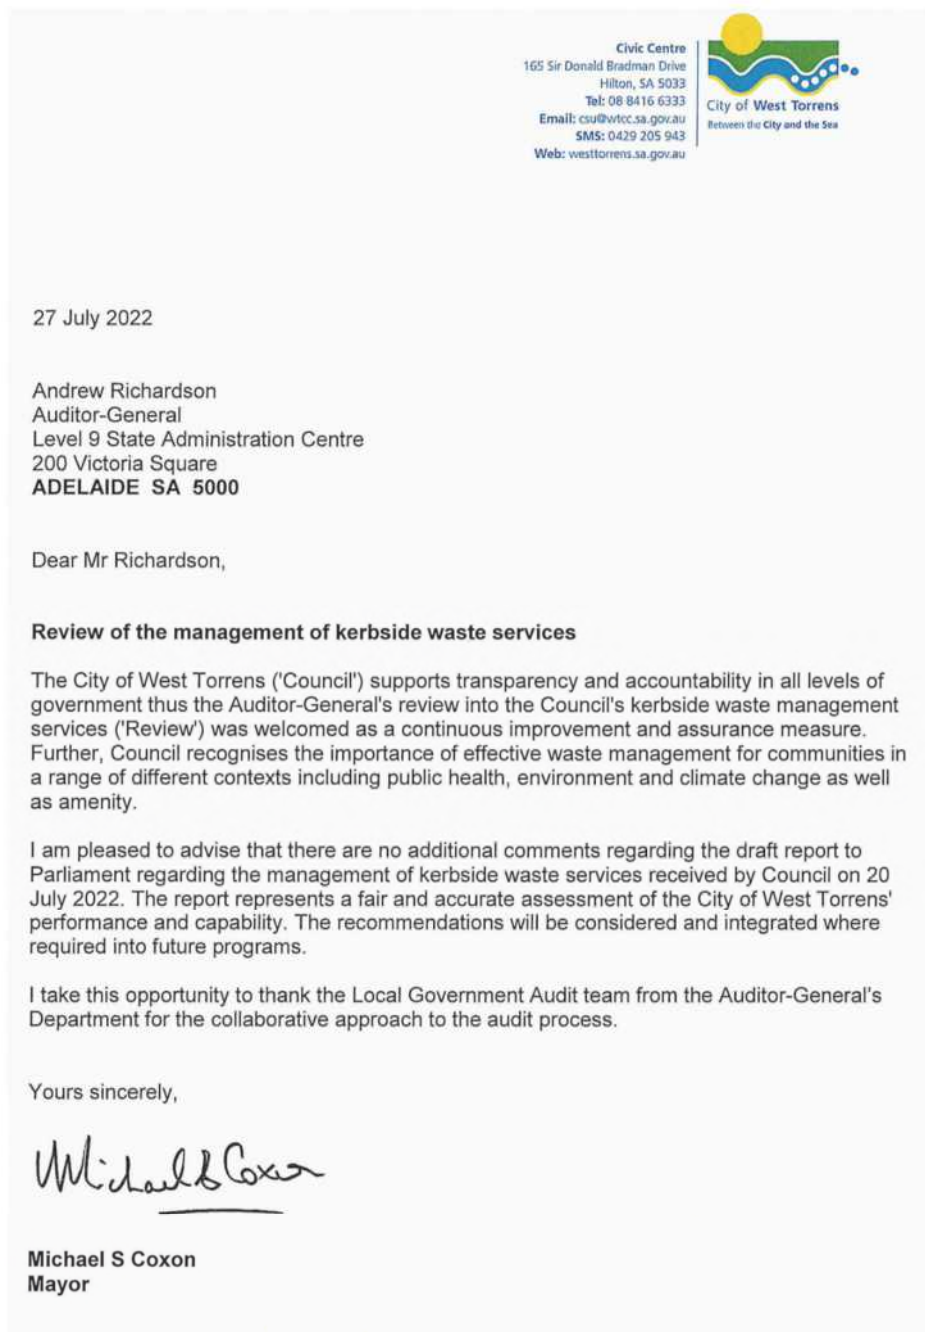 Civic Centre
165 Sir Donald Bradman Drive
Hilton, SA 5033
Tel: 08 8416 6333
Email: csu@wtcc.sa.gov.au
SMS: 0429 205 943
Web: westtorrens.sa.gov.au
City of West Torrens
Between the City and the Sea
27 July 2022
Andrew Richardson
Auditor-General
Level 9 State Administration Centre
200 Victoria Square
ADELAIDE SA 5000
Dear Mr Richardson,
Review of the management of kerbside waste services
The City of West Torrens ('Council') supports transparency and accountability in all levels of
government thus the Auditor-General's review into the Council's kerbside waste management
services ('Review') was welcomed as a continuous improvement and assurance measure.
Further, Council recognises the importance of effective waste management for communities in
a range of different contexts including public health, environment and climate change as well
as amenity.
I am pleased to advise that there are no additional comments regarding the draft report to
Parliament regarding the management of kerbside waste services received by Council on 20
July 2022. The report represents a fair and accurate assessment of the City of West Torrens'
performance and capability. The recommendations will be considered and integrated where
required into future programs.
I take this opportunity to thank the Local Government Audit team from the Auditor-General's
Department for the collaborative approach to the audit process.
Yours sincerely,
Michael S Coxon
Michael S Coxon
Mayor